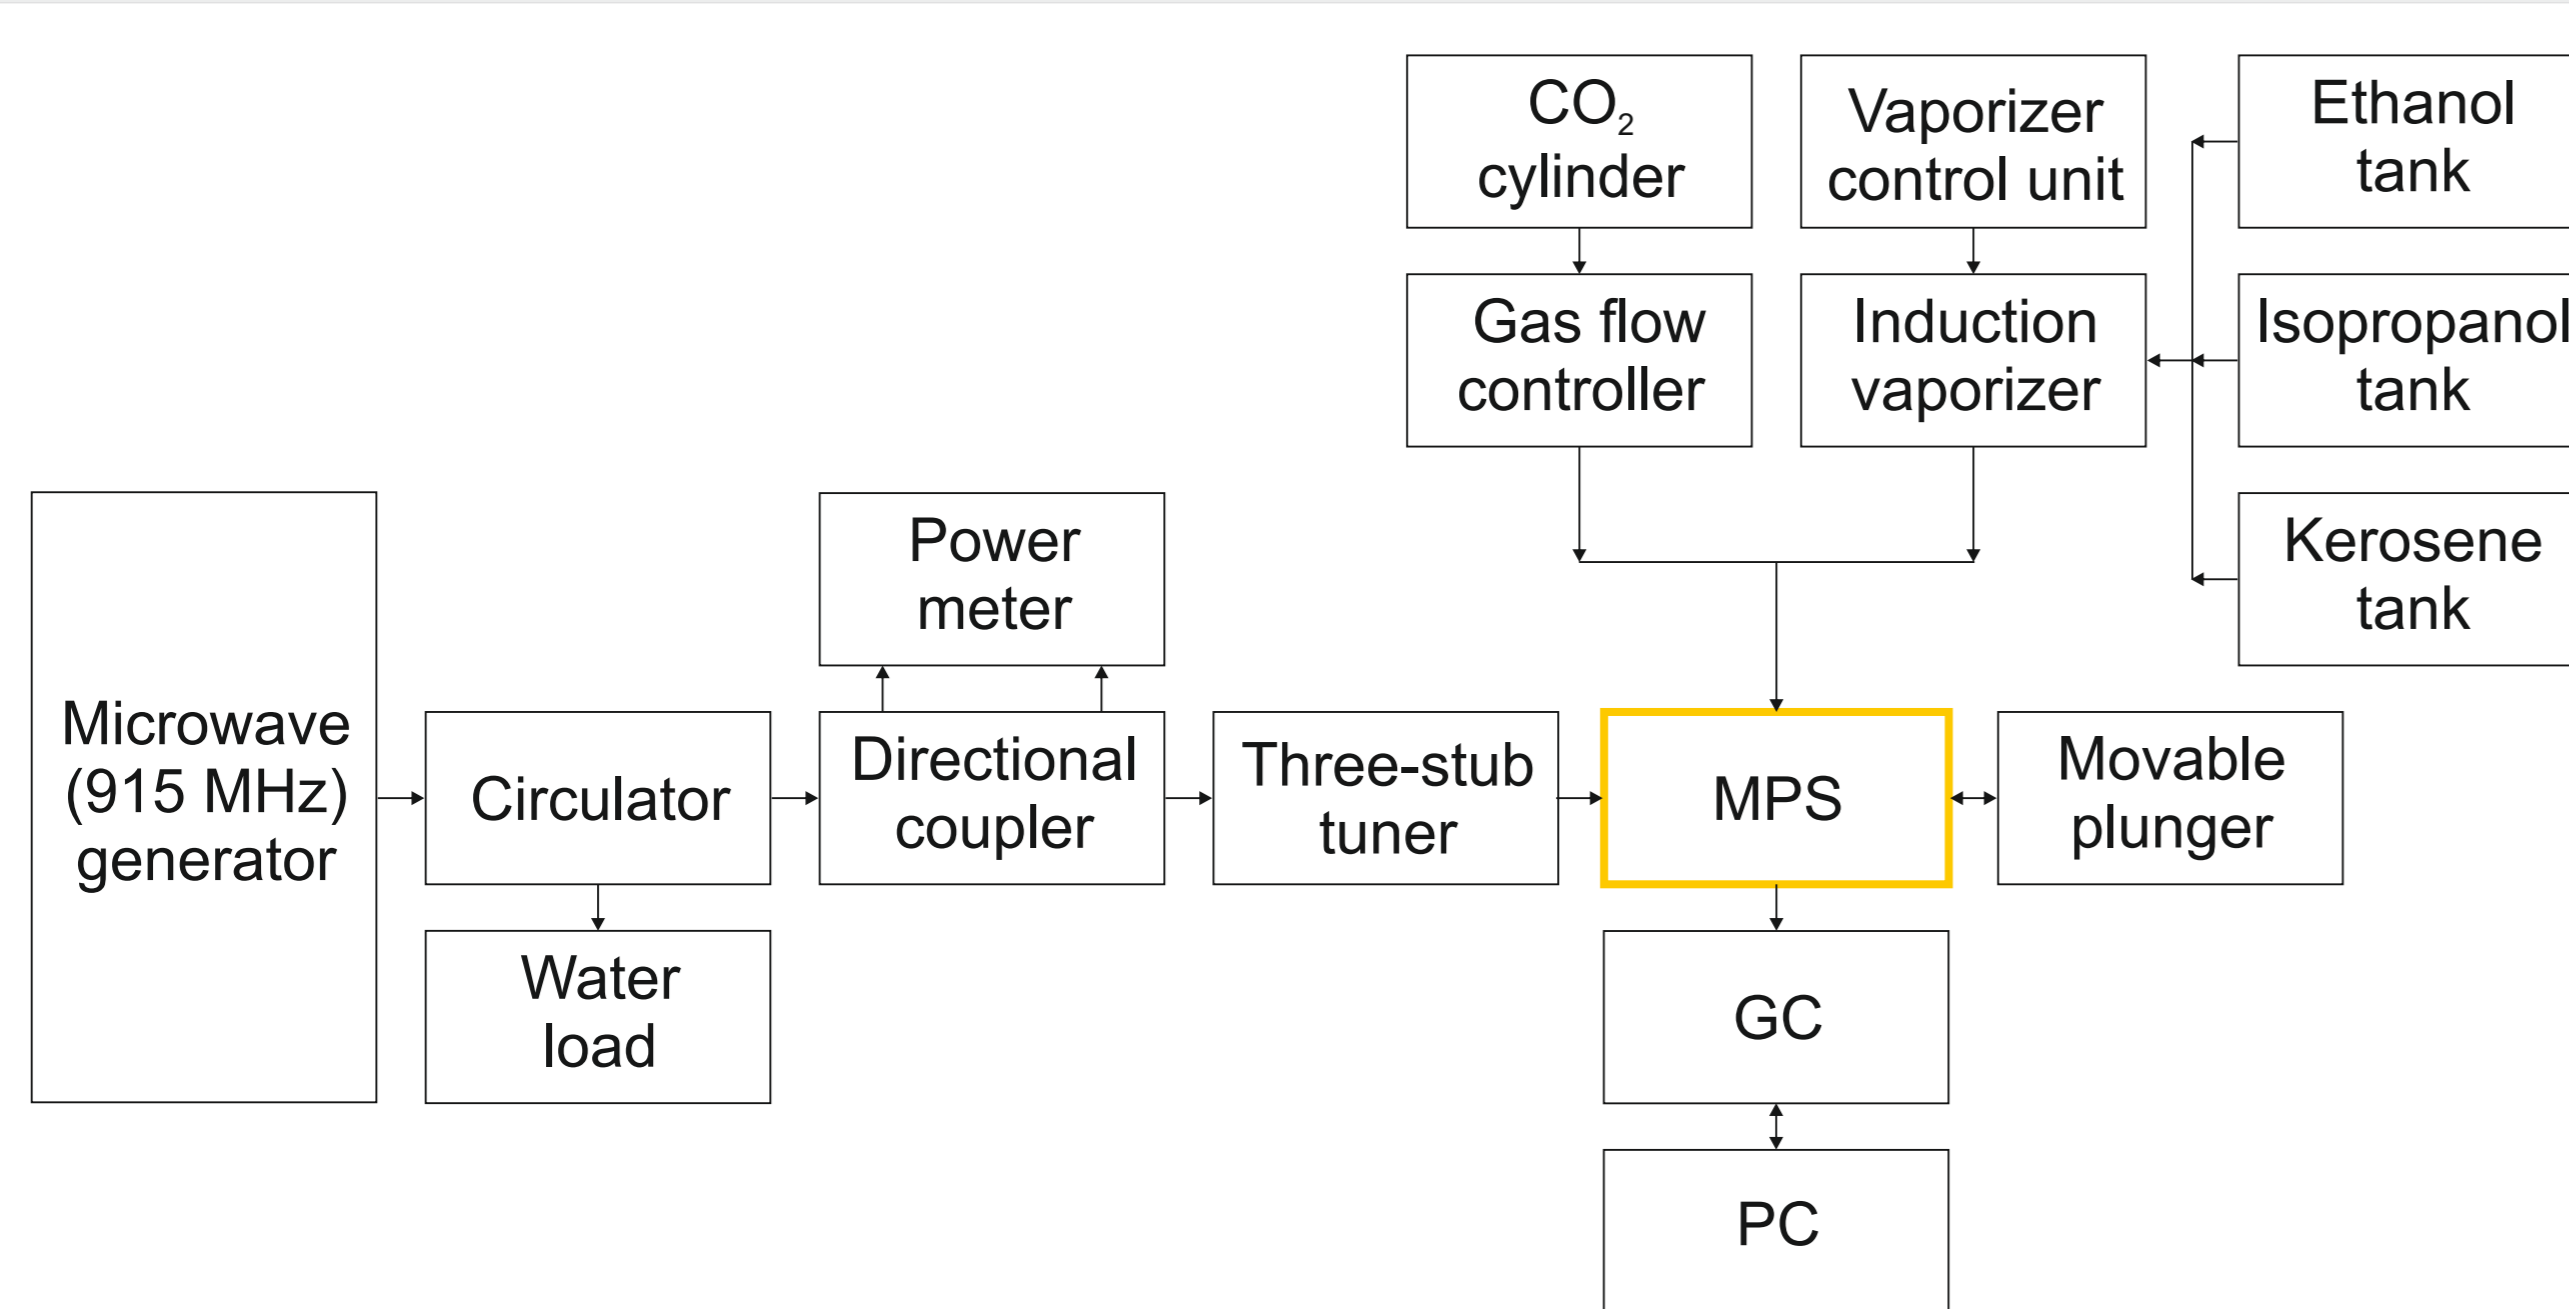 CO₂
cylinder
Vaporizer
control unit
Ethanol
tank
Gas flow
controller
Induction
vaporizer
Isopropanol
tank
Power
meter
Kerosene
tank
Microwave
(915 MHz)
generator
Circulator
Directional
coupler
Three-stub
tuner
MPS
Movable
plunger
Water
load
GC
PC